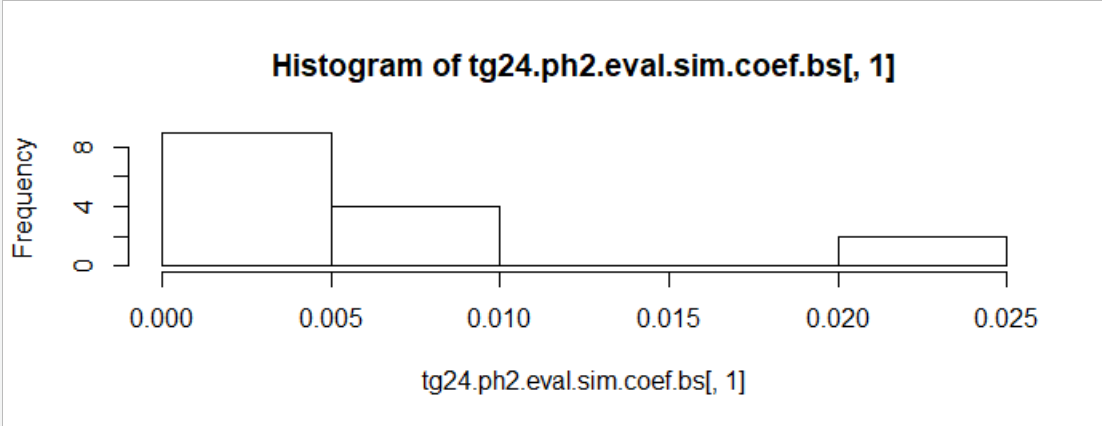 Histogram of tg24.ph2.eval.sim.coef.bs[, 1]
Frequency
8
4
0
0.000 0.005 0.010 0.015 0.020 0.025
tg24.ph2.eval.sim.coef.bs[, 1]